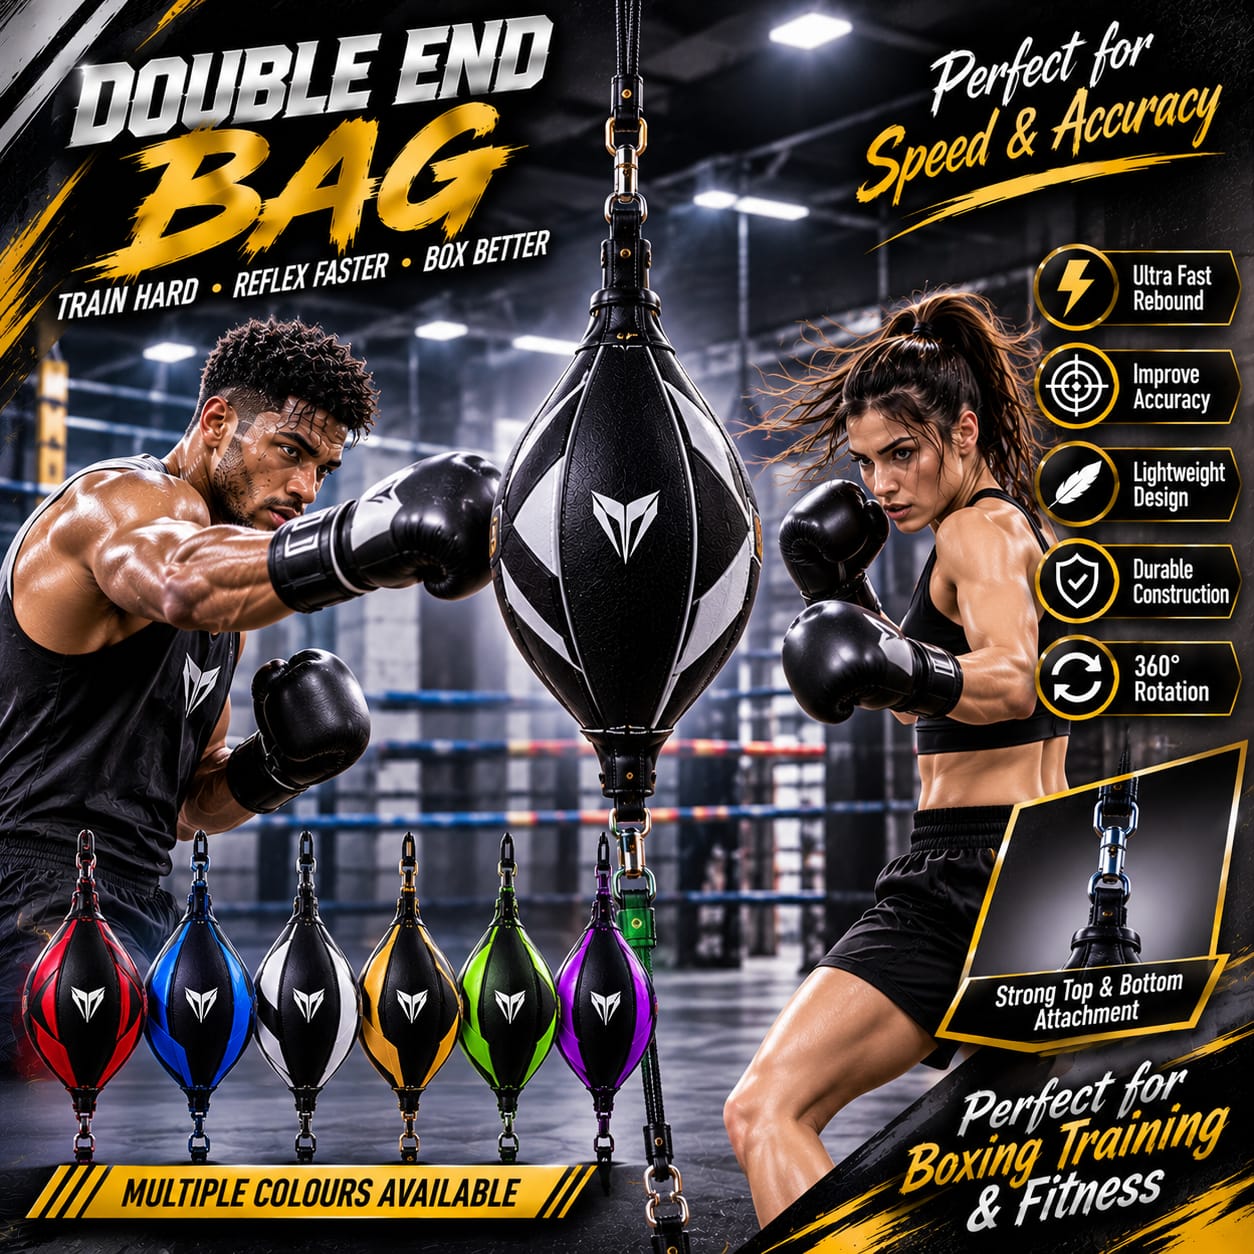 DOUBLE END
BAG
TRAIN HARD • REFLEX FASTER • BOX BETTER
Perfect for
Speed & Accuracy
Ultra Fast
Rebound
Improve
Accuracy
Lightweight
Design
Durable
Construction
360°
Rotation
Strong Top & Bottom
Attachment
MULTIPLE COLOURS AVAILABLE
Perfect for
Boxing Training
& Fitness